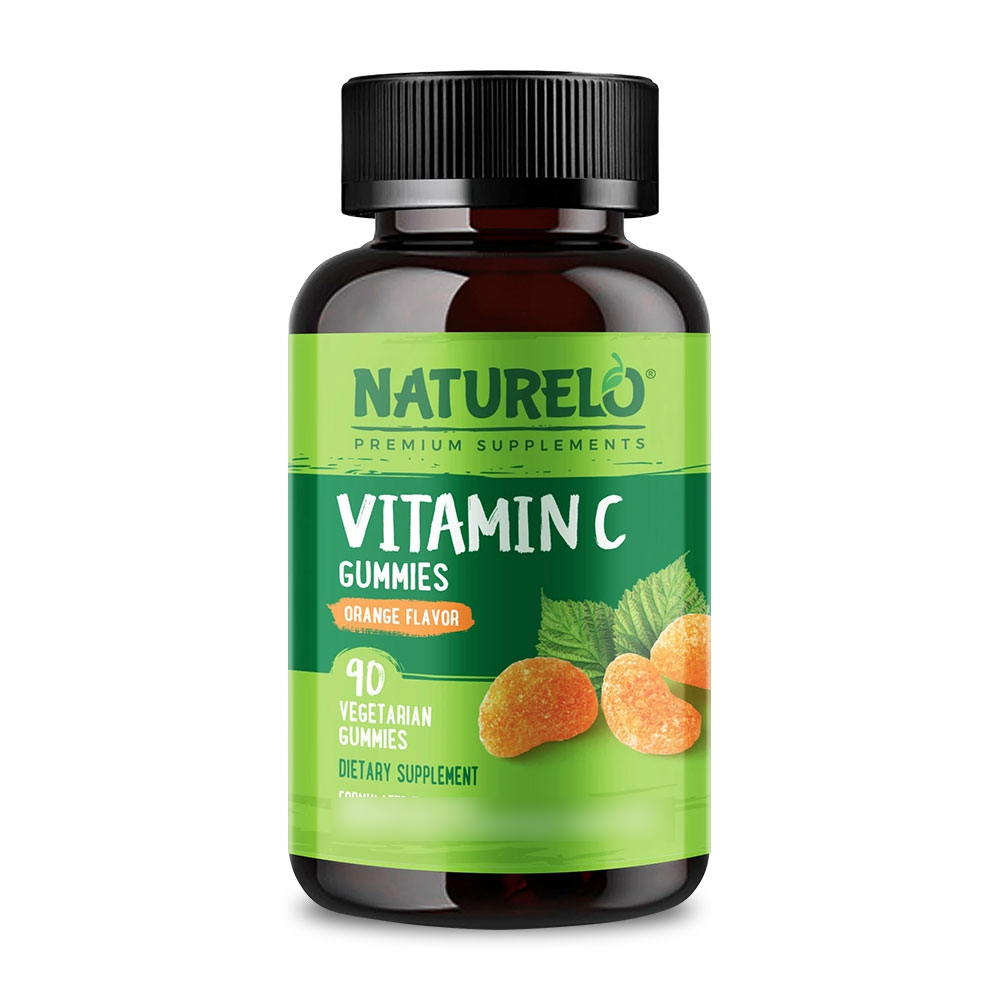 NATURELO®
PREMIUM SUPPLEMENTS
VITAMIN C
GUMMIES
ORANGE FLAVOR
90
VEGETARIAN
GUMMIES
DIETARY SUPPLEMENT